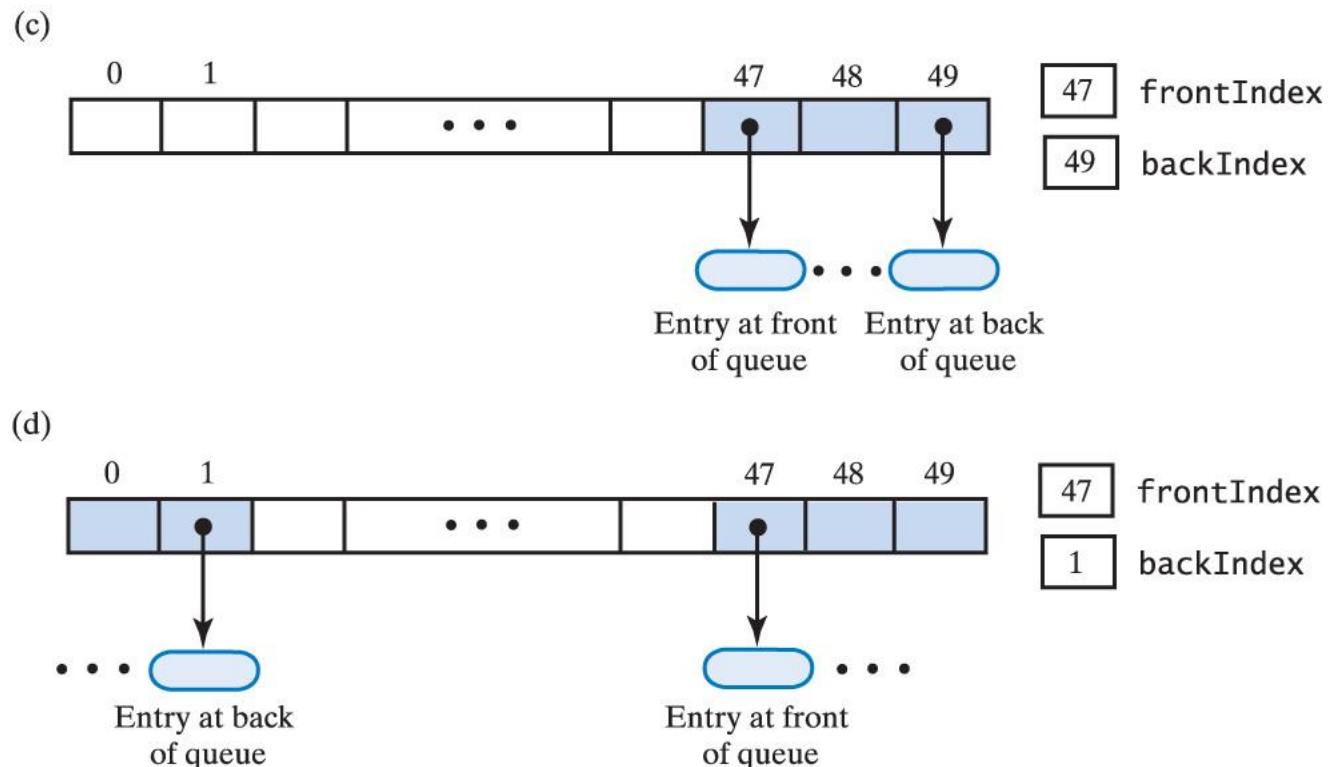 (c)
0 1 47 48 49
47 frontIndex
49 backIndex
Entry at front Entry at back
of queue of queue
(d)
0 1 47 48 49
47 frontIndex
1 backIndex
Entry at back Entry at front
of queue of queue